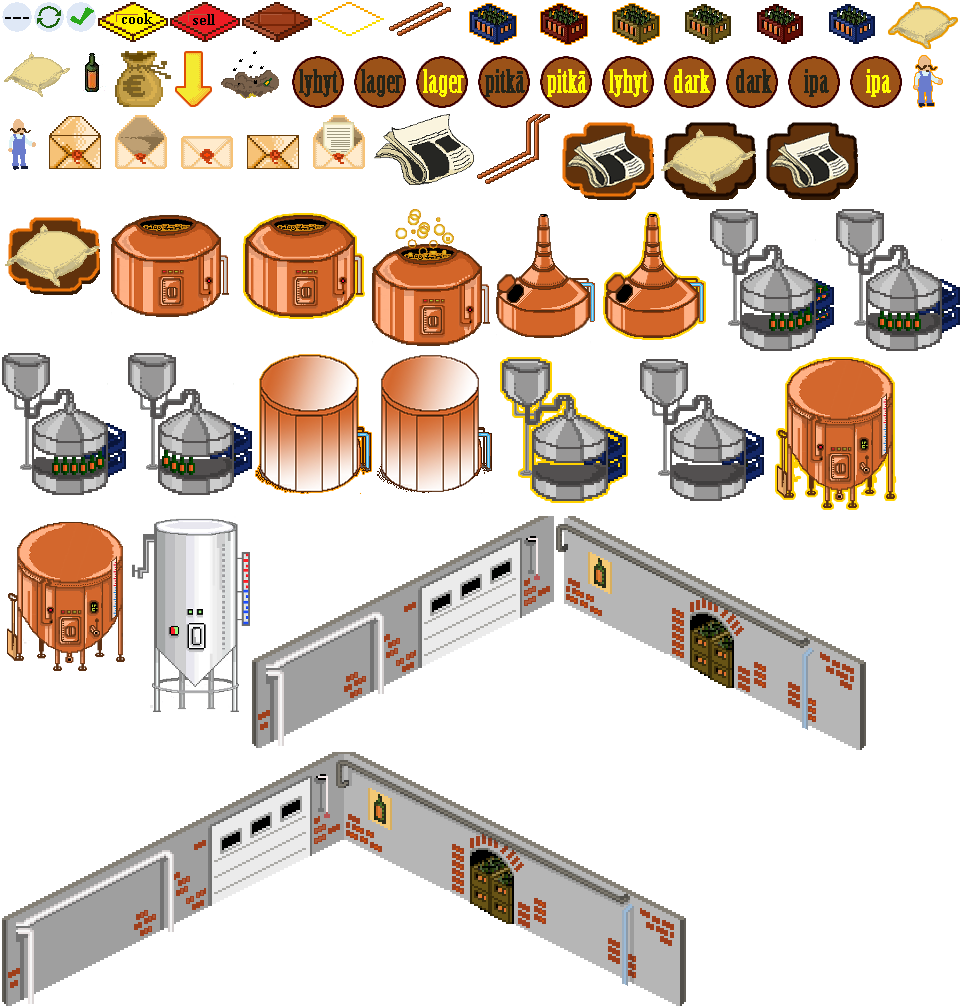 cook
sell
lyhyt
lager
lager
pitkä
pitkä
lyhyt
dark
dark
ipa
ipa